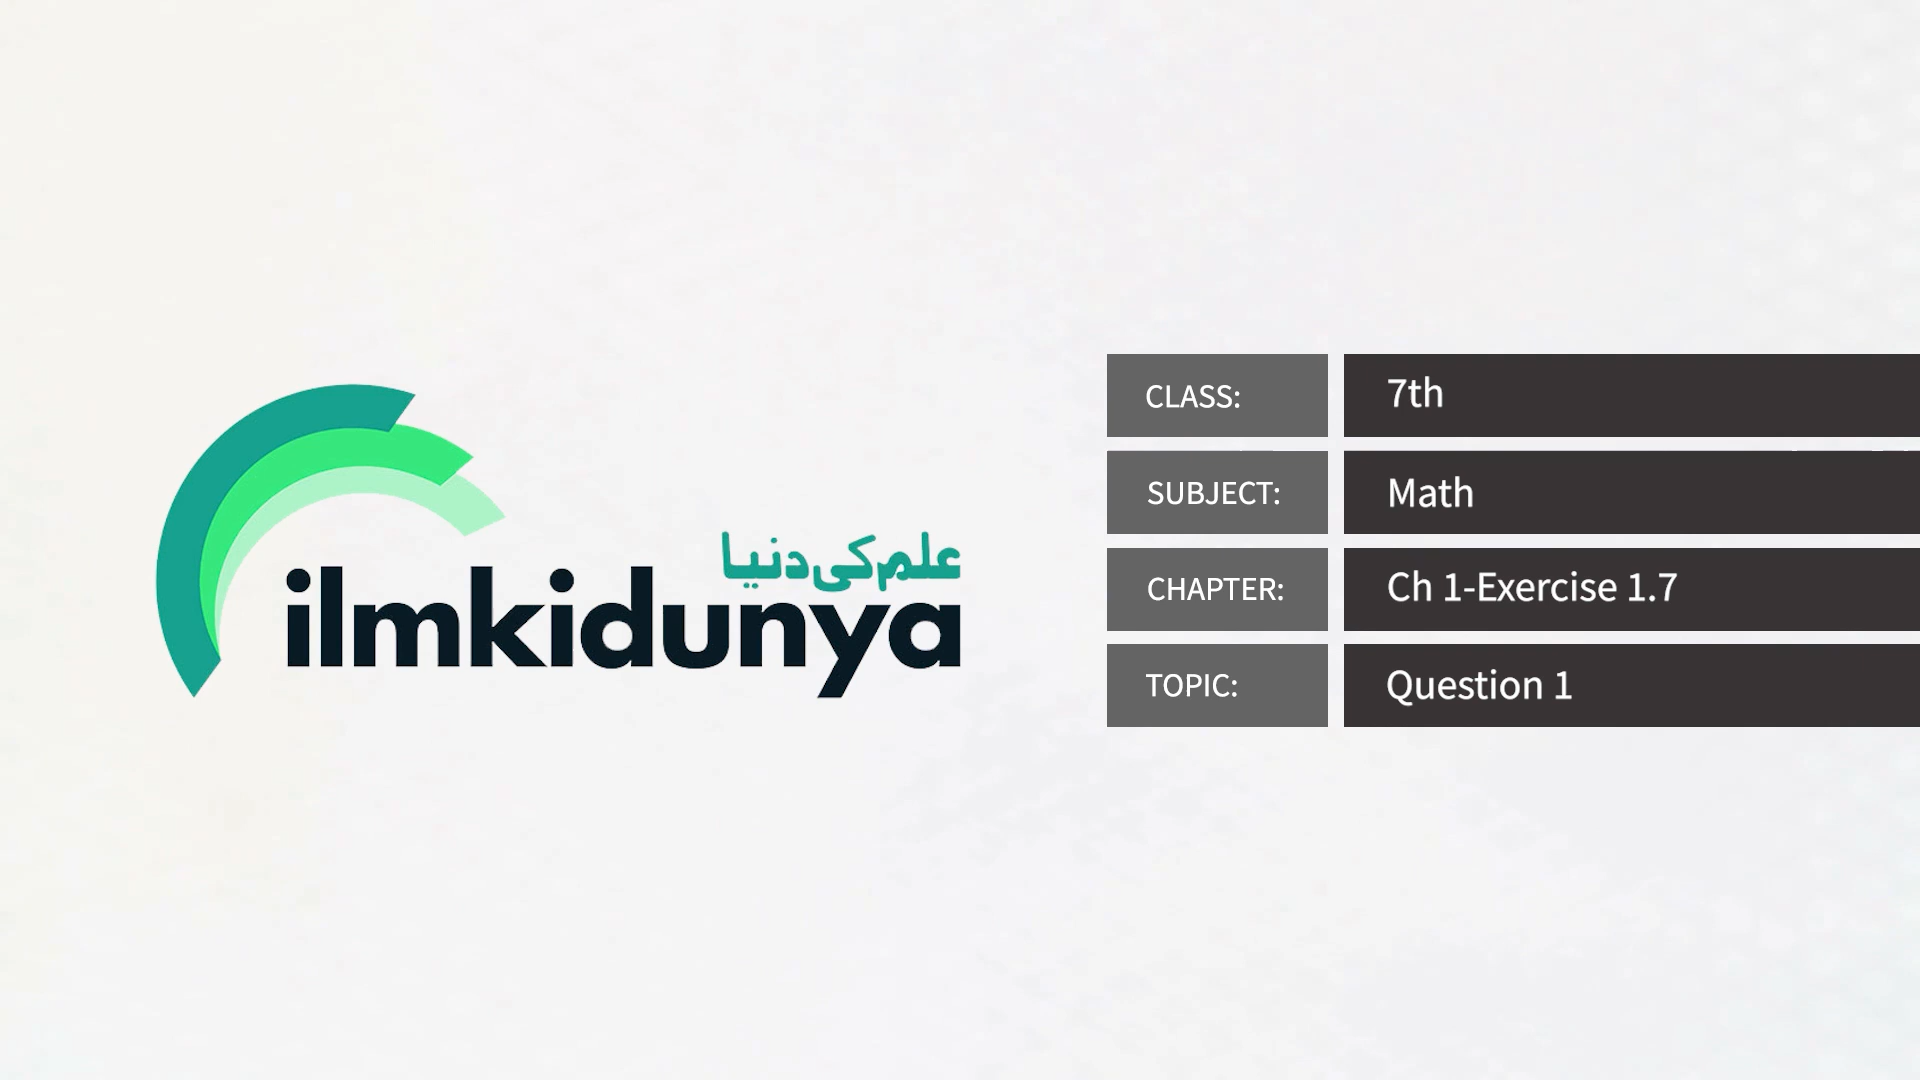 علم کی دنیا
ilmkidunya
CLASS: 7th
SUBJECT: Math
CHAPTER: Ch 1-Exercise 1.7
TOPIC: Question 1